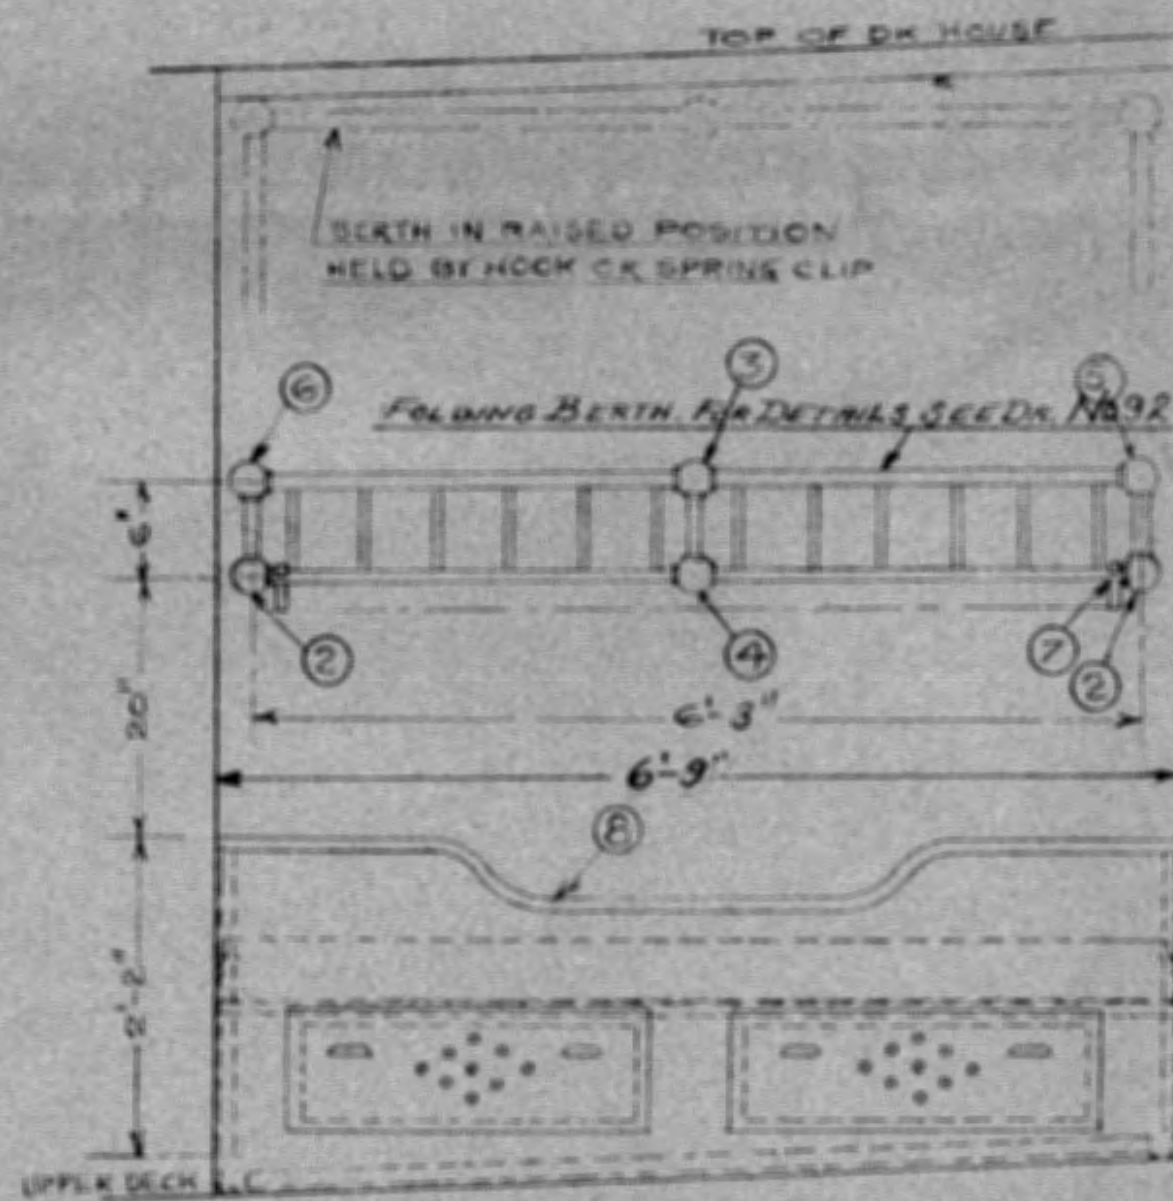 TOP OF DK HOUSE
BERTH IN RAISED POSITION
HELD BY HOOK OR SPRING CLIP
6
3
5
FOLDING BERTH. FOR DETAILS SEE DR. No 92
6"
2
4
7
2
20"
6'-3"
6'-9"
8
2'-2"
UPPER DECK